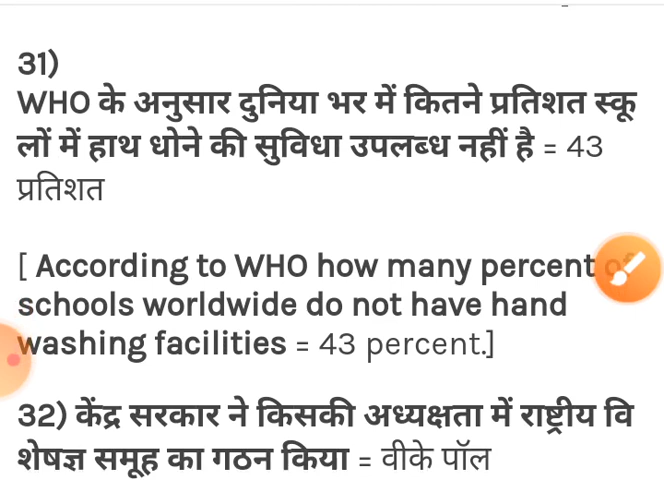 31)
WHO के अनुसार दुनिया भर में कितने प्रतिशत स्कू
लों में हाथ धोने की सुविधा उपलब्ध नहीं है = 43
प्रतिशत
[ According to WHO how many percent of
schools worldwide do not have hand
washing facilities = 43 percent.]
32) केंद्र सरकार ने किसकी अध्यक्षता में राष्ट्रीय वि
शेषज्ञ समूह का गठन किया = वीके पॉल